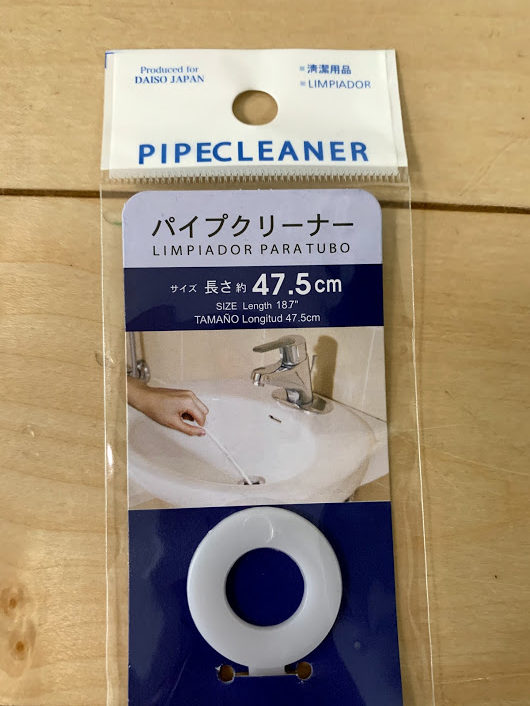 Produced for
DAISO JAPAN
清潔用品
LIMPIADOR
PIPECLEANER
パイプクリーナー
LIMPIADOR PARA TUBO
サイズ 長さ約 47.5cm
SIZE Length 18.7"
TAMAÑO Longitud 47.5cm